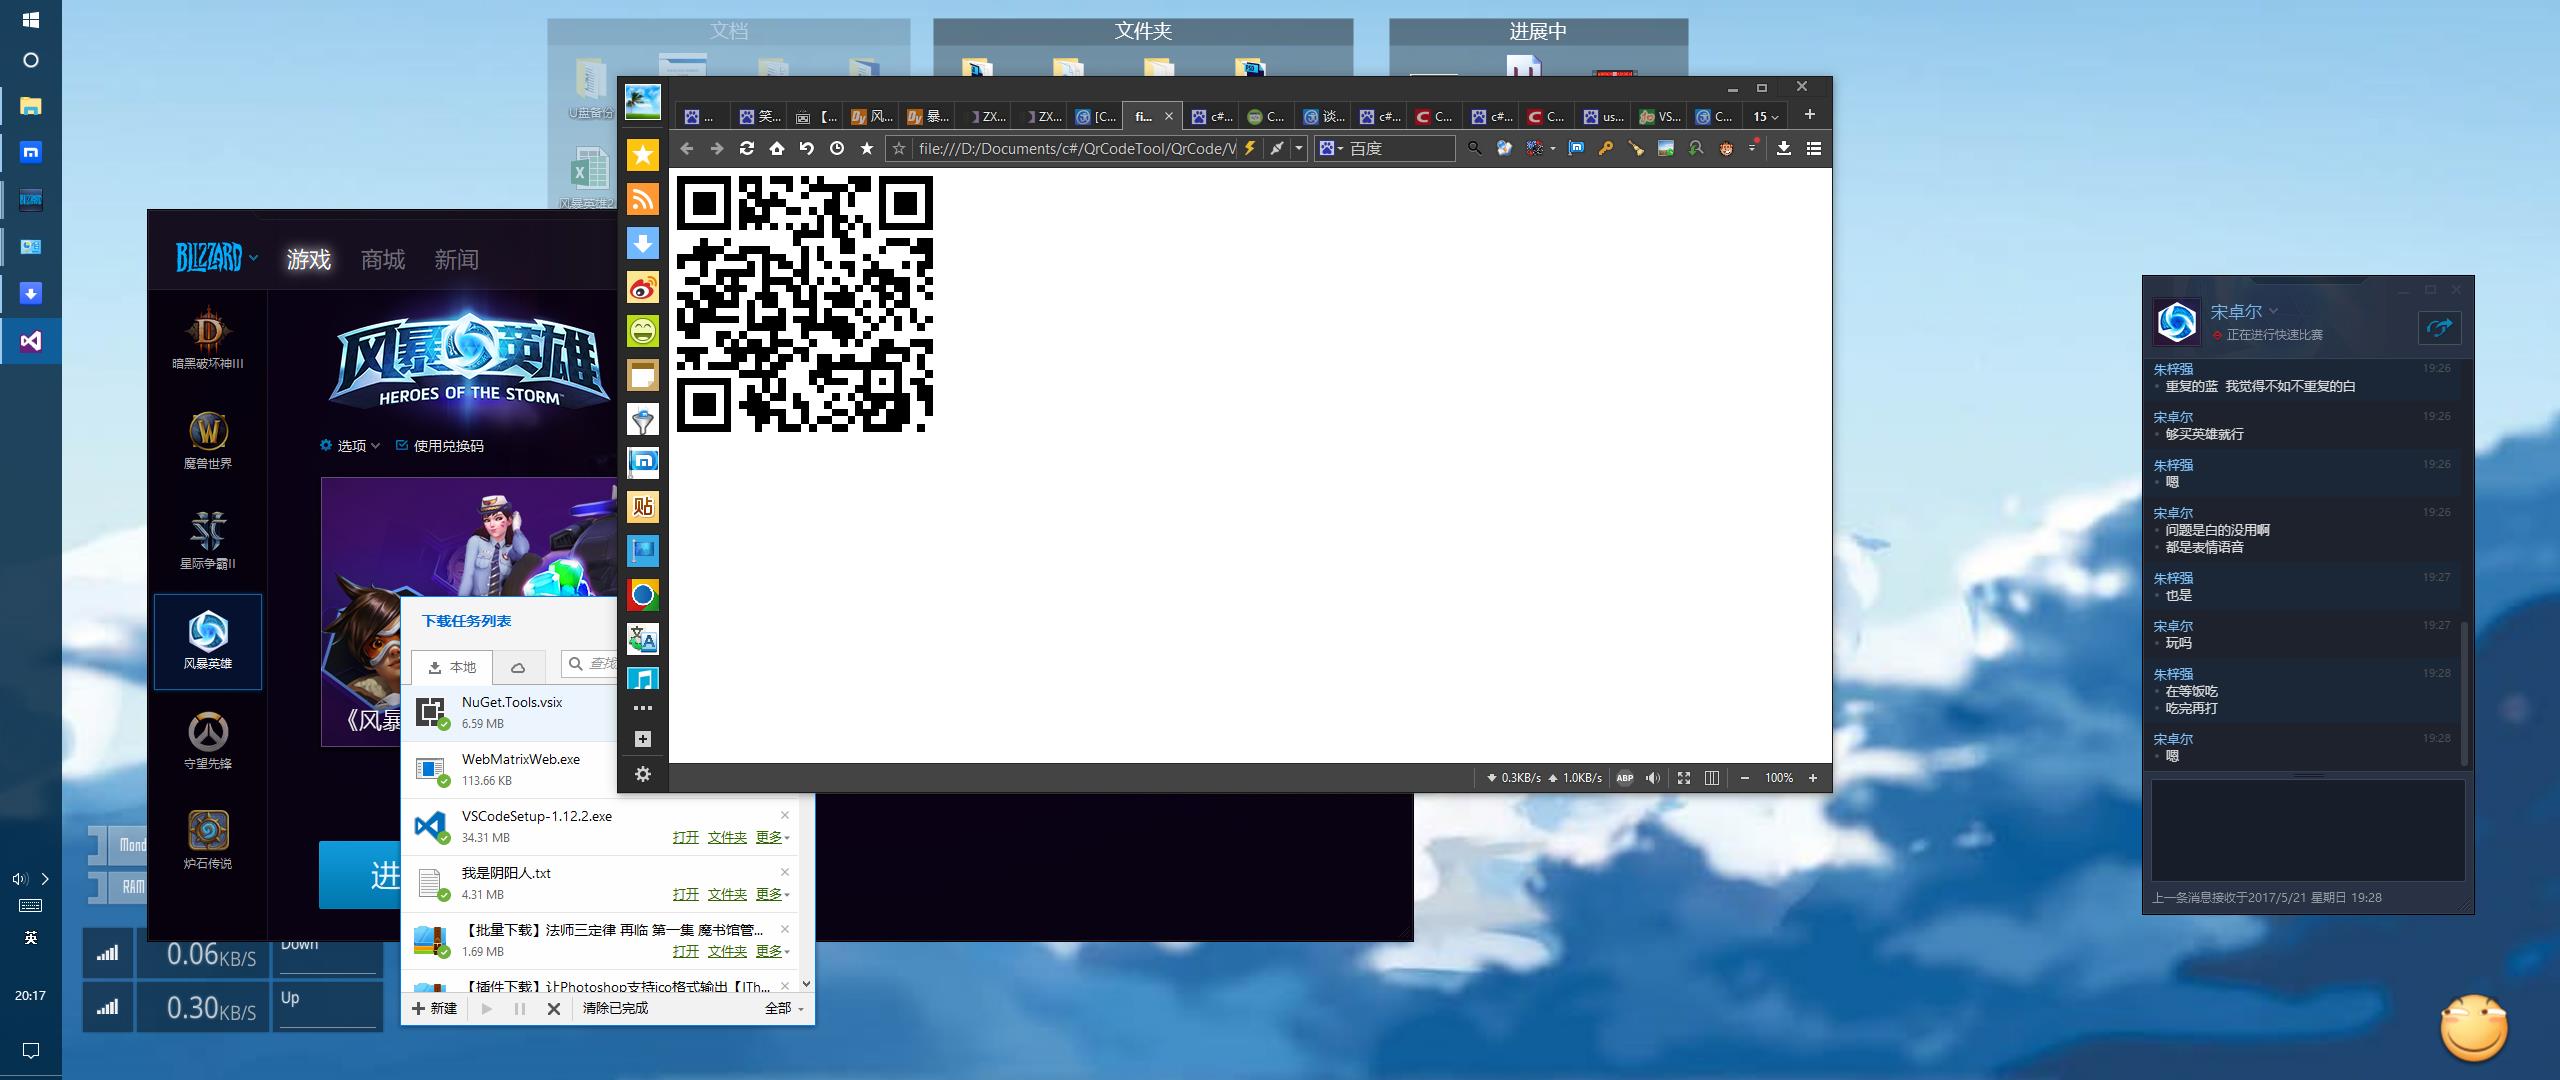 文档
文件夹
进展中
U盘备份
风暴英雄2
...
笑...
【...
风...
暴...
ZX...
ZX...
[C...
fi...
c#...
C...
谈...
c#...
C...
c#...
C...
us...
VS...
C...
15
file:///D:/Documents/c#/QrCodeTool/QrCode/V
百度
BLIZZARD
游戏
商城
新闻
暗黑破坏神III
魔兽世界
星际争霸II
风暴英雄
守望先锋
炉石传说
风暴英雄
HEROES OF THE STORM™
选项
使用兑换码
《风暴
进
贴
下载任务列表
本地
查找
NuGet.Tools.vsix
6.59 MB
WebMatrixWeb.exe
113.66 KB
VSCodeSetup-1.12.2.exe
34.31 MB
打开 文件夹 更多
我是阴阳人.txt
4.31 MB
打开 文件夹 更多
【批量下载】法师三定律 再临 第一集 魔书馆管...
1.69 MB
打开 文件夹 更多
【插件下载】让Photoshop支持ico格式输出【ITh...
新建
清除已完成
全部
0.3KB/s
1.0KB/s
ABP
100%
宋卓尔
正在进行快速比赛
朱梓强 19:26
重复的蓝 我觉得不如不重复的白
宋卓尔 19:26
够买英雄就行
朱梓强 19:26
嗯
宋卓尔 19:26
问题是白的没用啊
都是表情语音
朱梓强 19:27
也是
宋卓尔 19:27
玩吗
朱梓强 19:28
在等饭吃
吃完再打
宋卓尔 19:28
嗯
上一条消息接收于2017/5/21 星期日 19:28
Mond
RAM
0.06KB/S
Down
0.30KB/S
Up
英
20:17